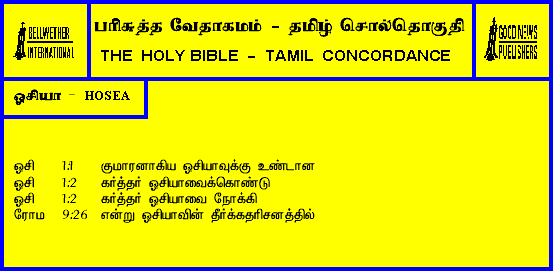 BELLWETHER
INTERNATIONAL
பரிசுத்த வேதாகமம் - தமிழ் சொல்தொகுதி
THE HOLY BIBLE - TAMIL CONCORDANCE
GOOD NEWS
PUBLISHERS
ஓசியா - HOSEA
ஓசி 1:1 குமாரனாகிய ஓசியாவுக்கு உண்டான
ஓசி 1:2 கர்த்தர் ஓசியாவைக்கொண்டு
ஓசி 1:2 கர்த்தர் ஓசியாவை நோக்கி
ரோம 9:26 என்று ஓசியாவின் தீர்க்கதரிசனத்தில்